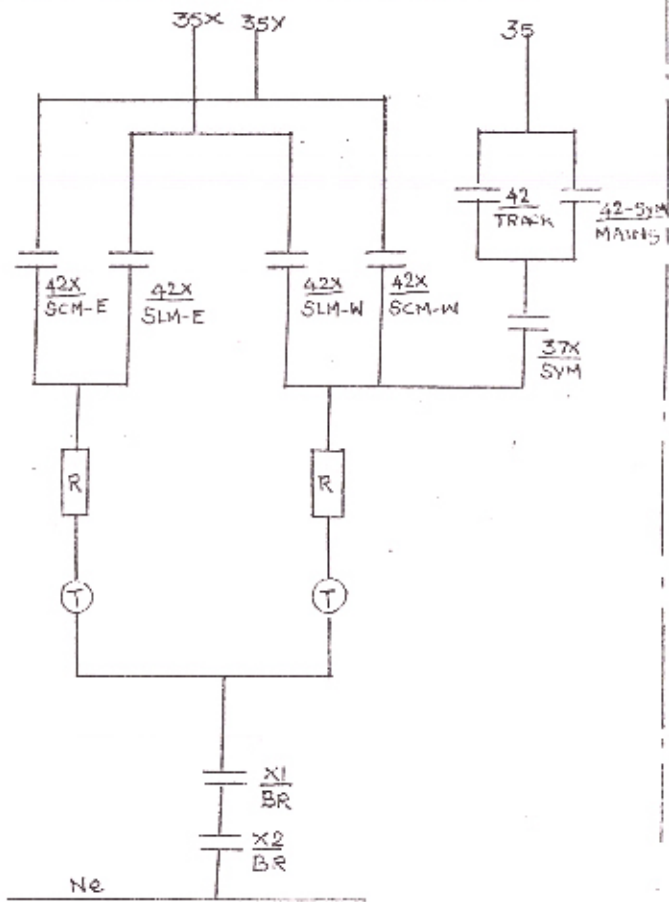 35X 35X 35
42
TRACK
42-SYM
MAINS
42X
SCM-E
42X
SLM-E
42X
SLM-W
42X
SCM-W
37X
SYM
R R
T T
X1
BR
X2
BR
Ne